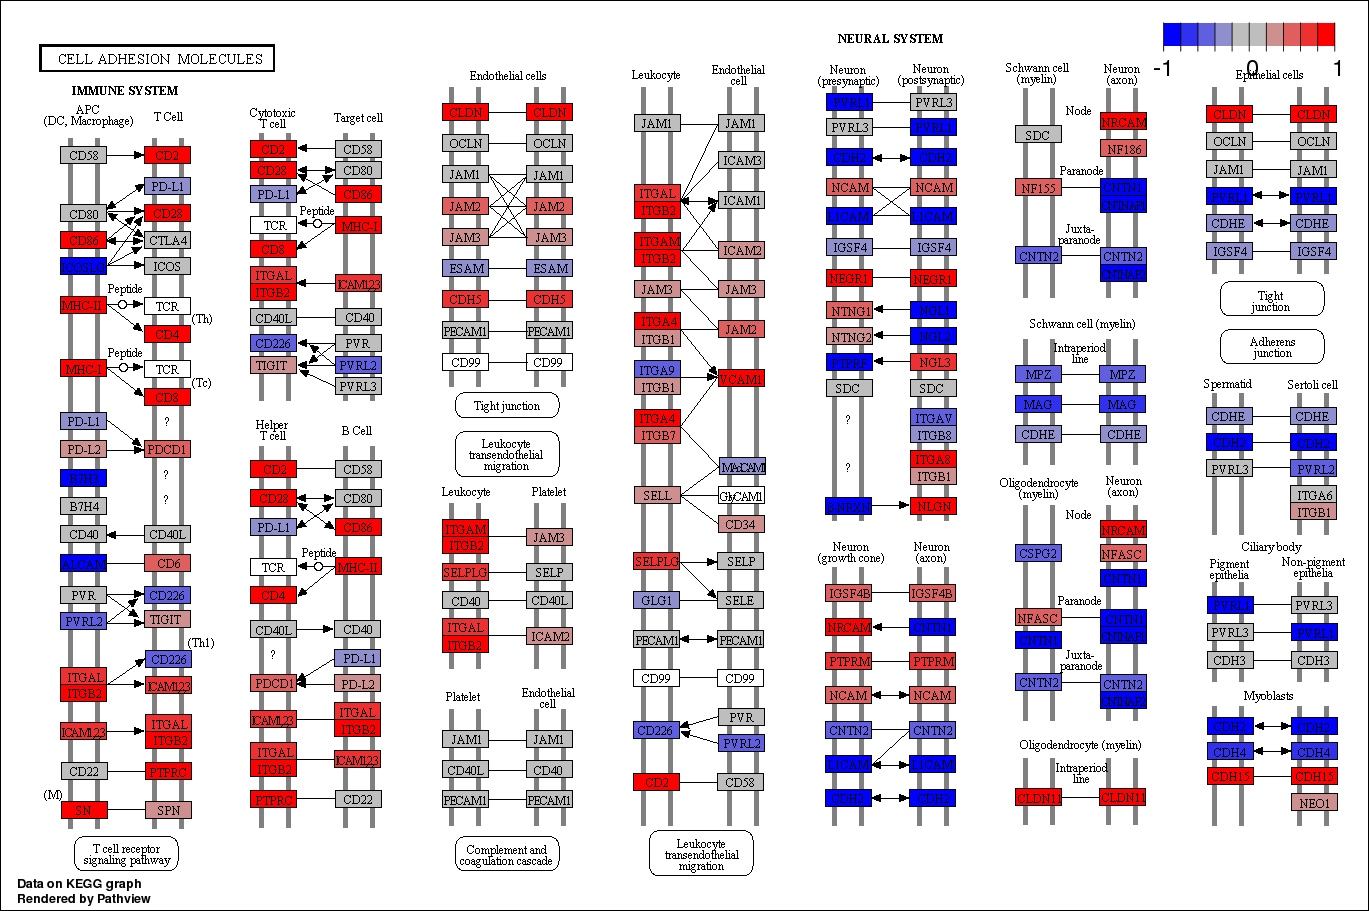 CELL ADHESION MOLECULES
IMMUNE SYSTEM
APC
(DC, Macrophage)
T Cell
CD58
CD2
PD-L1
CD80
CD28
CD86
CTLA4
ICOS
Peptide
MHC-II
TCR
(Th)
CD4
Peptide
MHC-I
TCR
(Tc)
CD8
PD-L1
?
PD-L2
PDCD1
B7H3
?
B7H4
?
CD40
CD40L
ALCAM
CD6
PVR
CD226
PVRL2
TIGIT
(Th1)
CD226
ITGAL
ITGB2
ICAM123
ICAM123
ITGAL
ITGB2
CD22
PTPRC
(M)
SN
SPN
T cell receptor
signaling pathway
Data on KEGG graph
Rendered by Pathview
Cytotoxic
T cell
Target cell
CD2
CD58
CD28
CD80
PD-L1
CD86
Peptide
TCR
MHC-I
CD8
ITGAL
ITGB2
ICAM123
CD40L
CD40
CD226
PVR
TIGIT
PVRL2
PVRL3
Helper
T cell
B Cell
CD2
CD58
CD28
CD80
PD-L1
CD86
Peptide
TCR
MHC-II
CD4
CD40L
CD40
?
PD-L1
PDCD1
PD-L2
ICAM123
ITGAL
ITGB2
ITGAL
ITGB2
ICAM123
PTPRC
CD22
Endothelial cells
CLDN
CLDN
OCLN
OCLN
JAM1
JAM1
JAM2
JAM2
JAM3
JAM3
ESAM
ESAM
CDH5
CDH5
PECAM1
PECAM1
CD99
CD99
Tight junction
Leukocyte
transendothelial
migration
Leukocyte
Platelet
ITGAM
ITGB2
JAM3
SELPLG
SELP
CD40
CD40L
ITGAL
ITGB2
ICAM2
Platelet
Endothelial
cell
JAM1
JAM1
CD40L
CD40
PECAM1
PECAM1
Complement and
coagulation cascade
Leukocyte
Endothelial
cell
JAM1
JAM1
ICAM3
ITGAL
ITGB2
ICAM1
ITGAM
ITGB2
ICAM2
JAM3
JAM3
ITGA4
ITGB1
JAM2
ITGA9
ITGB1
VCAM1
ITGA4
ITGB7
MAdCAM1
SELL
GlyCAM1
CD34
SELPLG
SELP
GLG1
SELE
PECAM1
PECAM1
CD99
CD99
CD226
PVR
PVRL2
CD2
CD58
Leukocyte
transendothelial
migration
NEURAL SYSTEM
Neuron
(presynaptic)
Neuron
(postsynaptic)
PVRL1
PVRL3
PVRL3
PVRL1
CDH2
CDH2
NCAM
NCAM
L1CAM
L1CAM
IGSF4
IGSF4
NEGR1
NEGR1
NTNG1
NGL1
NTNG2
NGL2
PTPRF
NGL3
SDC
SDC
?
ITGAV
ITGB8
?
ITGA8
ITGB1
NLGN
Neuron
(growth cone)
Neuron
(axon)
IGSF4B
IGSF4B
NRCAM
CNTN1
PTPRM
PTPRM
NCAM
NCAM
CNTN2
CNTN2
L1CAM
L1CAM
CDH2
CDH2
Schwann cell
(myelin)
Neuron
(axon)
Node
NRCAM
SDC
NF186
Paranode
NF155
CNTN1
CNTNAP1
Juxta-
paranode
CNTN2
CNTN2
CNTNAP2
Schwann cell (myelin)
Intraperiod
line
MPZ
MPZ
MAG
MAG
CDHE
CDHE
Oligodendrocyte
(myelin)
Neuron
(axon)
Node
NRCAM
CSPG2
NFASC
CNTN1
Paranode
NFASC
CNTN1
CNTN1
CNTNAP1
Juxta-
paranode
CNTN2
CNTN2
CNTNAP2
Oligodendrocyte (myelin)
Intraperiod
line
CLDN11
CLDN11
-1
0
1
Epithelial cells
CLDN
CLDN
OCLN
OCLN
JAM1
JAM1
PVRL1
PVRL1
CDHE
CDHE
IGSF4
IGSF4
Tight
junction
Adherens
junction
Spermatid
Sertoli cell
CDHE
CDHE
CDH2
CDH2
PVRL3
PVRL2
ITGA6
ITGB1
Ciliary body
Pigment
epithelia
Non-pigment
epithelia
PVRL1
PVRL3
PVRL3
PVRL1
CDH3
CDH3
Myoblasts
CDH2
CDH2
CDH4
CDH4
CDH15
CDH15
NEO1